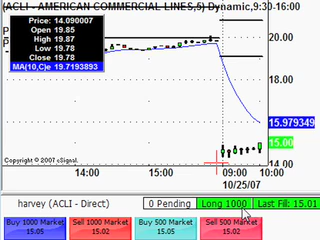 (ACLI - AMERICAN COMMERCIAL LINES,5) Dynamic,9:30-16:00
Price: 14.090007
Open 19.85
High 19.87
Low 19.78
Close 19.78
MA(10,C)e 19.7193893
P
P
20.00
18.00
15.979349
15.00
14.00
Copyright © 2007 eSignal.
14:00 15:00 09:00 10:00
10/25/07
harvey (ACLI - Direct) 0 Pending Long 1000 Last Fill: 15.01
Buy 1000 Market Sell 1000 Market Buy 500 Market Sell 500 Market
15.05 15.02 15.05 15.02